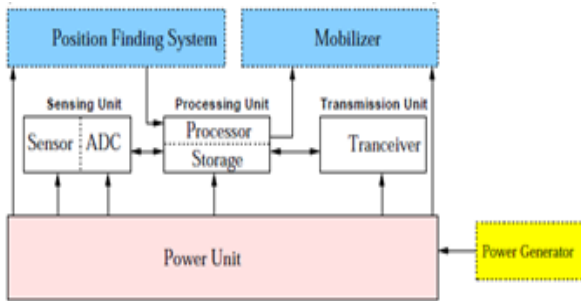 Position Finding System
Mobilizer
Sensing Unit
Processing Unit
Transmission Unit
Sensor
ADC
Processor
Storage
Tranceiver
Power Unit
Power Generator